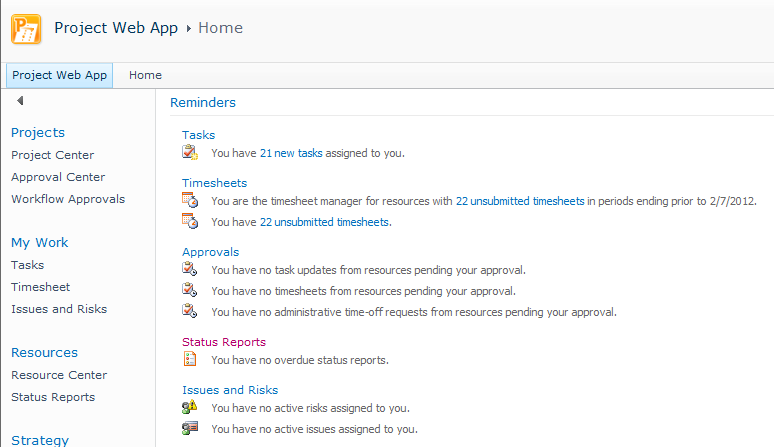 Project Web App ▸ Home
Project Web App Home
Projects
Project Center
Approval Center
Workflow Approvals
My Work
Tasks
Timesheet
Issues and Risks
Resources
Resource Center
Status Reports
Strategy
Reminders
Tasks
You have 21 new tasks assigned to you.
Timesheets
You are the timesheet manager for resources with 22 unsubmitted timesheets in periods ending prior to 2/7/2012.
You have 22 unsubmitted timesheets.
Approvals
You have no task updates from resources pending your approval.
You have no timesheets from resources pending your approval.
You have no administrative time-off requests from resources pending your approval.
Status Reports
You have no overdue status reports.
Issues and Risks
You have no active risks assigned to you.
You have no active issues assigned to you.